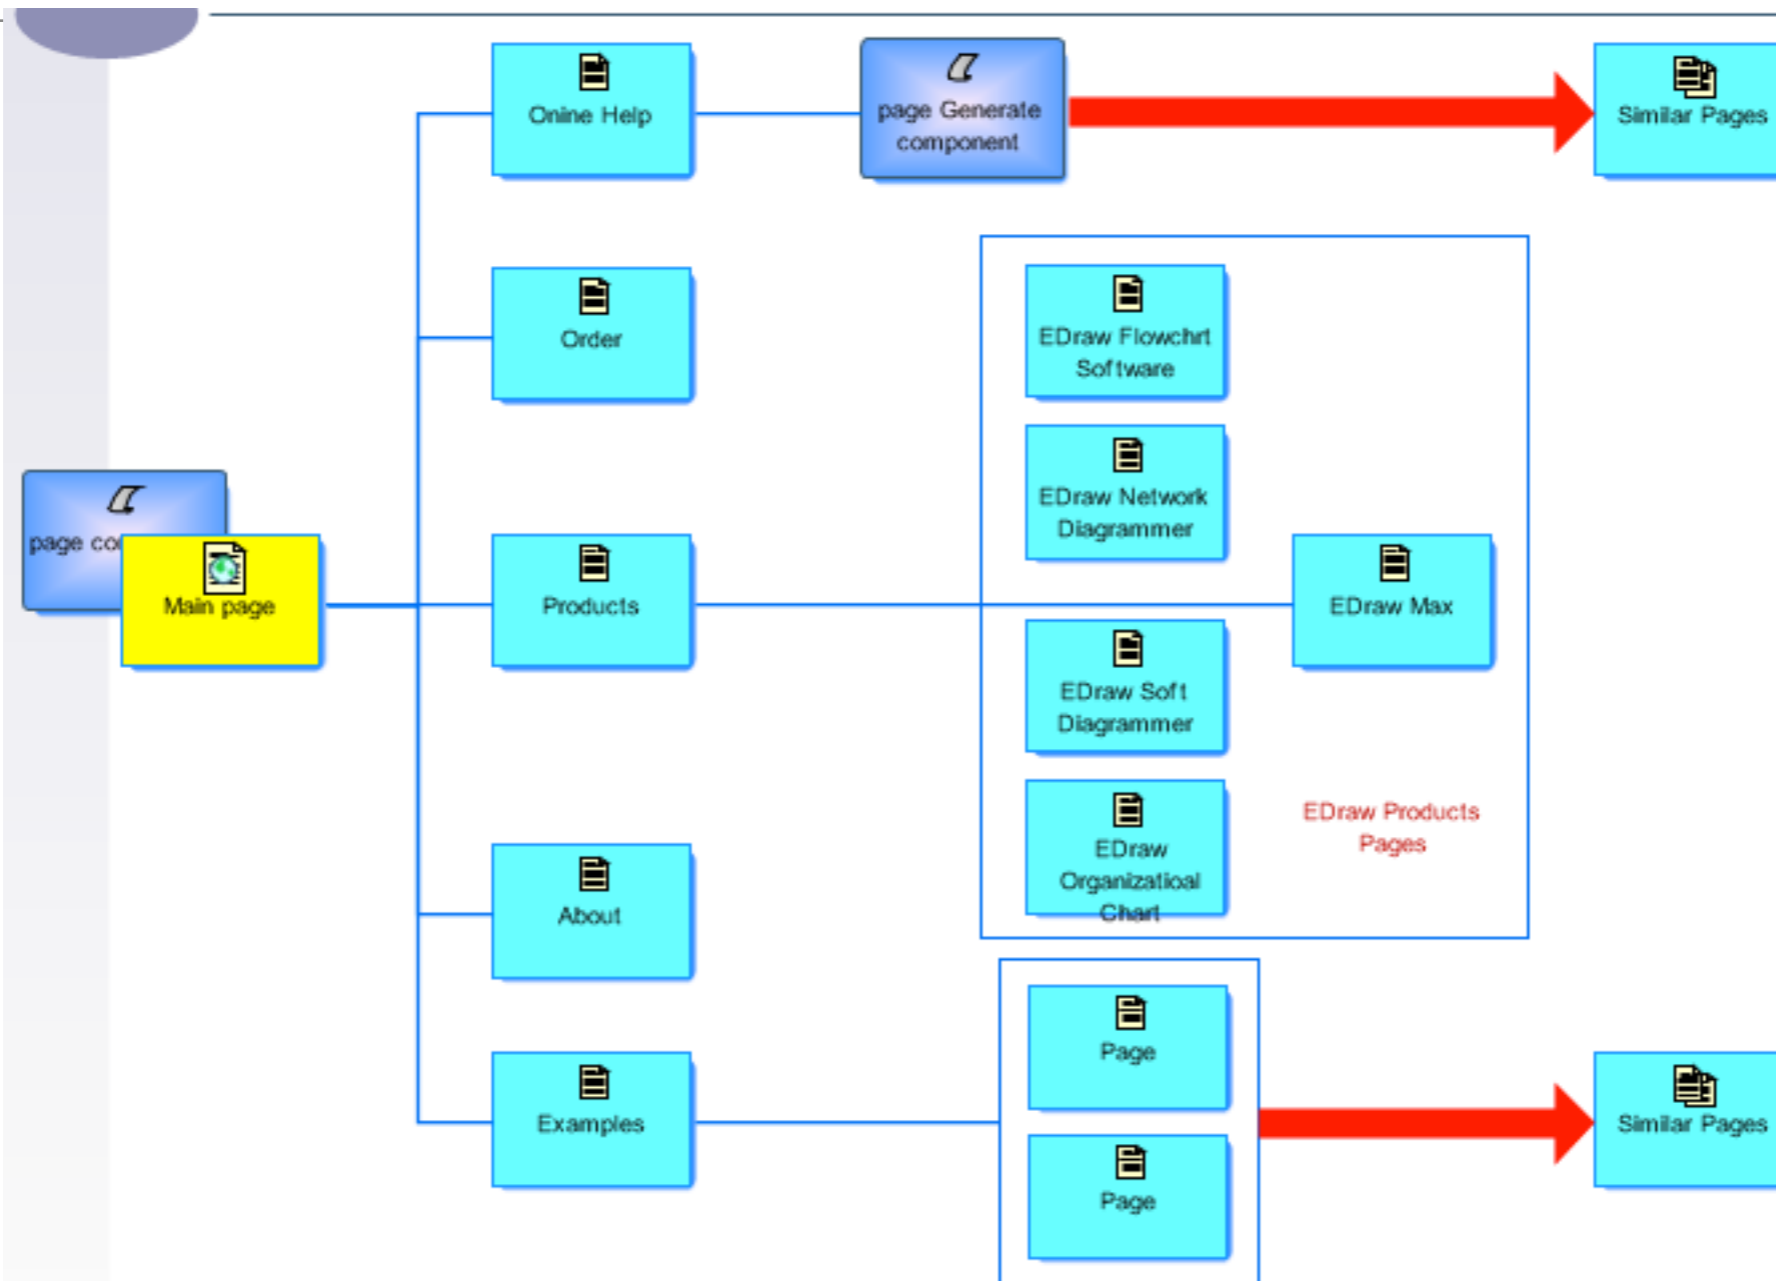 Onine Help
page Generate
component
Similar Pages
Order
EDraw Flowchrt
Software
EDraw Network
Diagrammer
page
Main page
Products
EDraw Max
EDraw Soft
Diagrammer
EDraw Products
Pages
EDraw
Organizatioal
Chart
About
Page
Examples
Similar Pages
Page